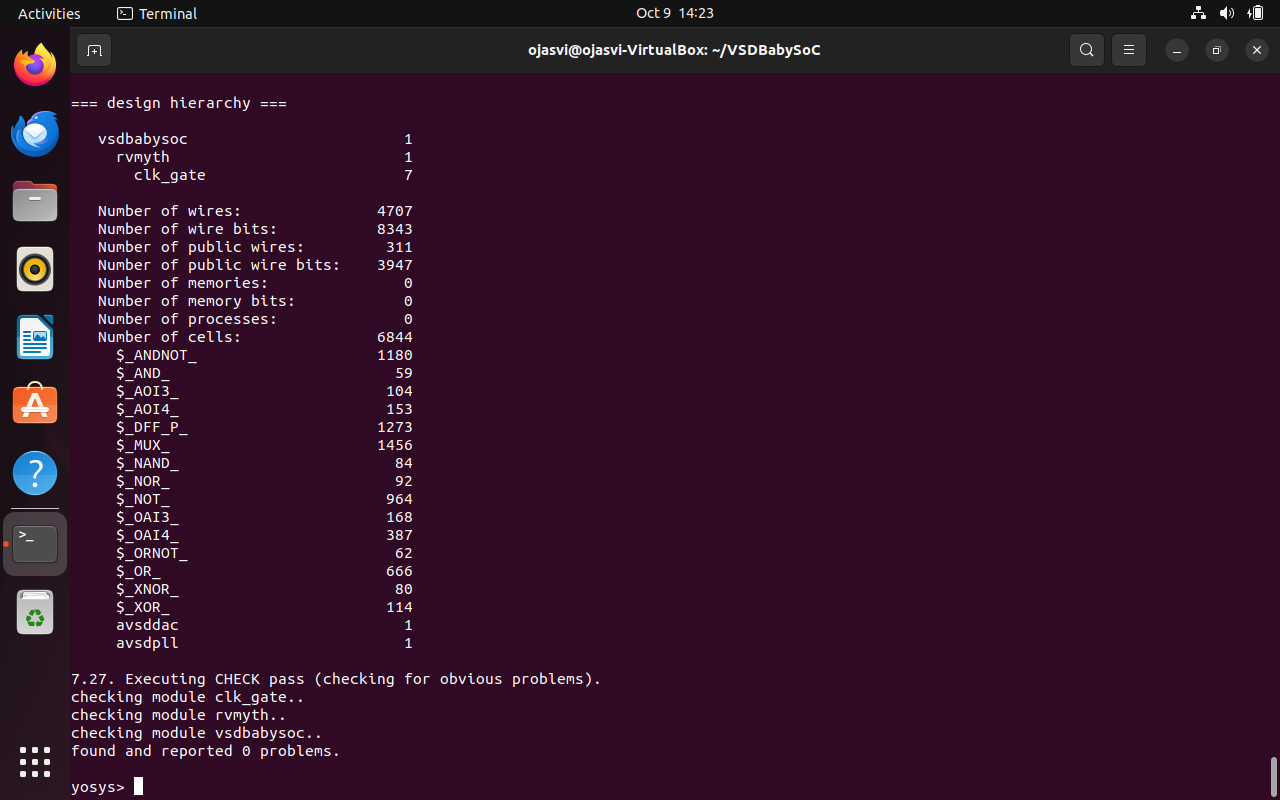 Activities Terminal Oct 9 14:23
ojasvi@ojasvi-VirtualBox: ~/VSDBabySoC
=== design hierarchy ===
vsdbabysoc 1
rvmyth 1
clk_gate 7
Number of wires: 4707
Number of wire bits: 8343
Number of public wires: 311
Number of public wire bits: 3947
Number of memories: 0
Number of memory bits: 0
Number of processes: 0
Number of cells: 6844
$_ANDNOT_ 1180
$_AND_ 59
$_AOI3_ 104
$_AOI4_ 153
$_DFF_P_ 1273
$_MUX_ 1456
$_NAND_ 84
$_NOR_ 92
$_NOT_ 964
$_OAI3_ 168
$_OAI4_ 387
$_ORNOT_ 62
$_OR_ 666
$_XNOR_ 80
$_XOR_ 114
avsddac 1
avsdpll 1
7.27. Executing CHECK pass (checking for obvious problems).
checking module clk_gate..
checking module rvmyth..
checking module vsdbabysoc..
found and reported 0 problems.
yosys>